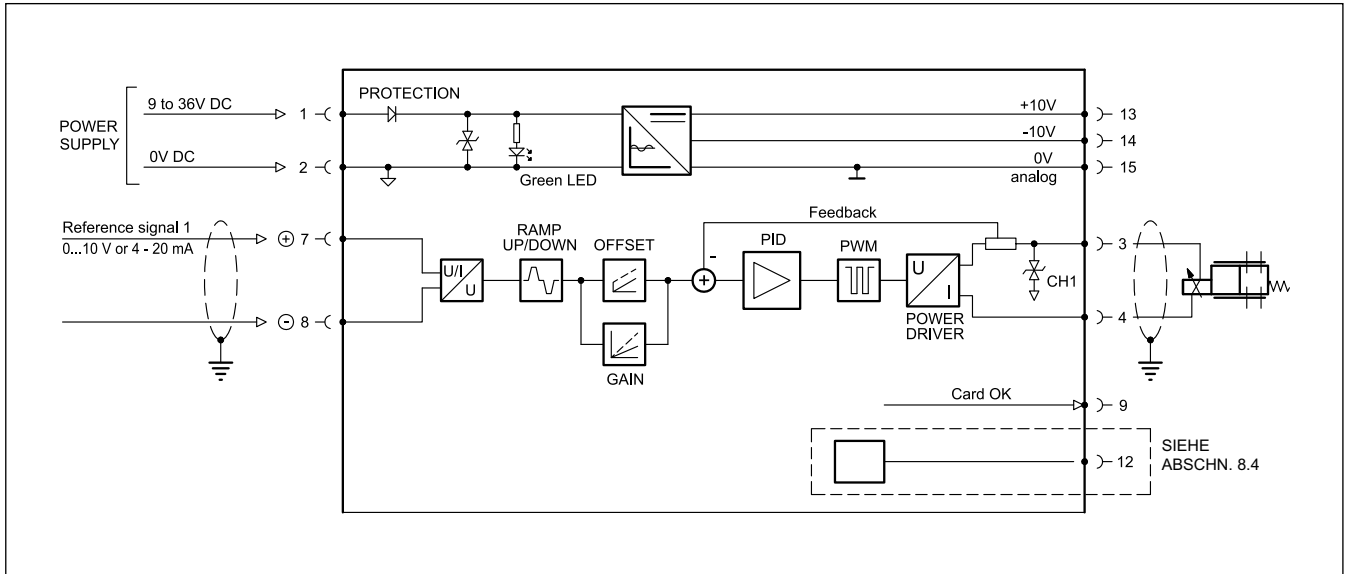 POWER
SUPPLY
9 to 36V DC
1
0V DC
2
PROTECTION
Green LED
+10V
13
-10V
14
0V
analog
15
Reference signal 1
0...10 V or 4 - 20 mA
+ 7
- 8
U/I
U
RAMP
UP/DOWN
OFFSET
GAIN
Feedback
-
+
PID
PWM
U
I
POWER
DRIVER
CH1
3
4
Card OK
9
12
SIEHE
ABSCHN. 8.4